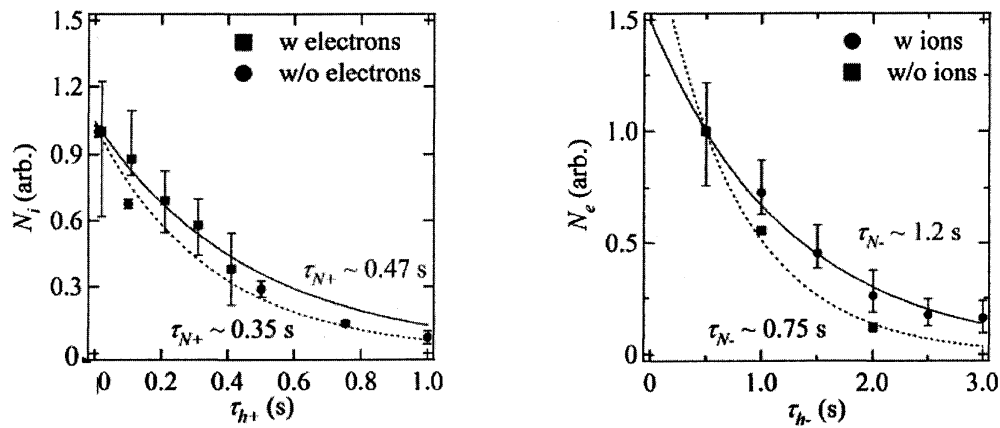 1.5
1.2
0.9
0.6
0.3
0
N_i (arb.)
w electrons
w/o electrons
τ_N+ ~ 0.47 s
τ_N+ ~ 0.35 s
0 0.2 0.4 0.6 0.8 1.0
τ_h+ (s)
1.5
1.0
0.5
0
N_e (arb.)
w ions
w/o ions
τ_N- ~ 1.2 s
τ_N- ~ 0.75 s
0 1.0 2.0 3.0
τ_h- (s)